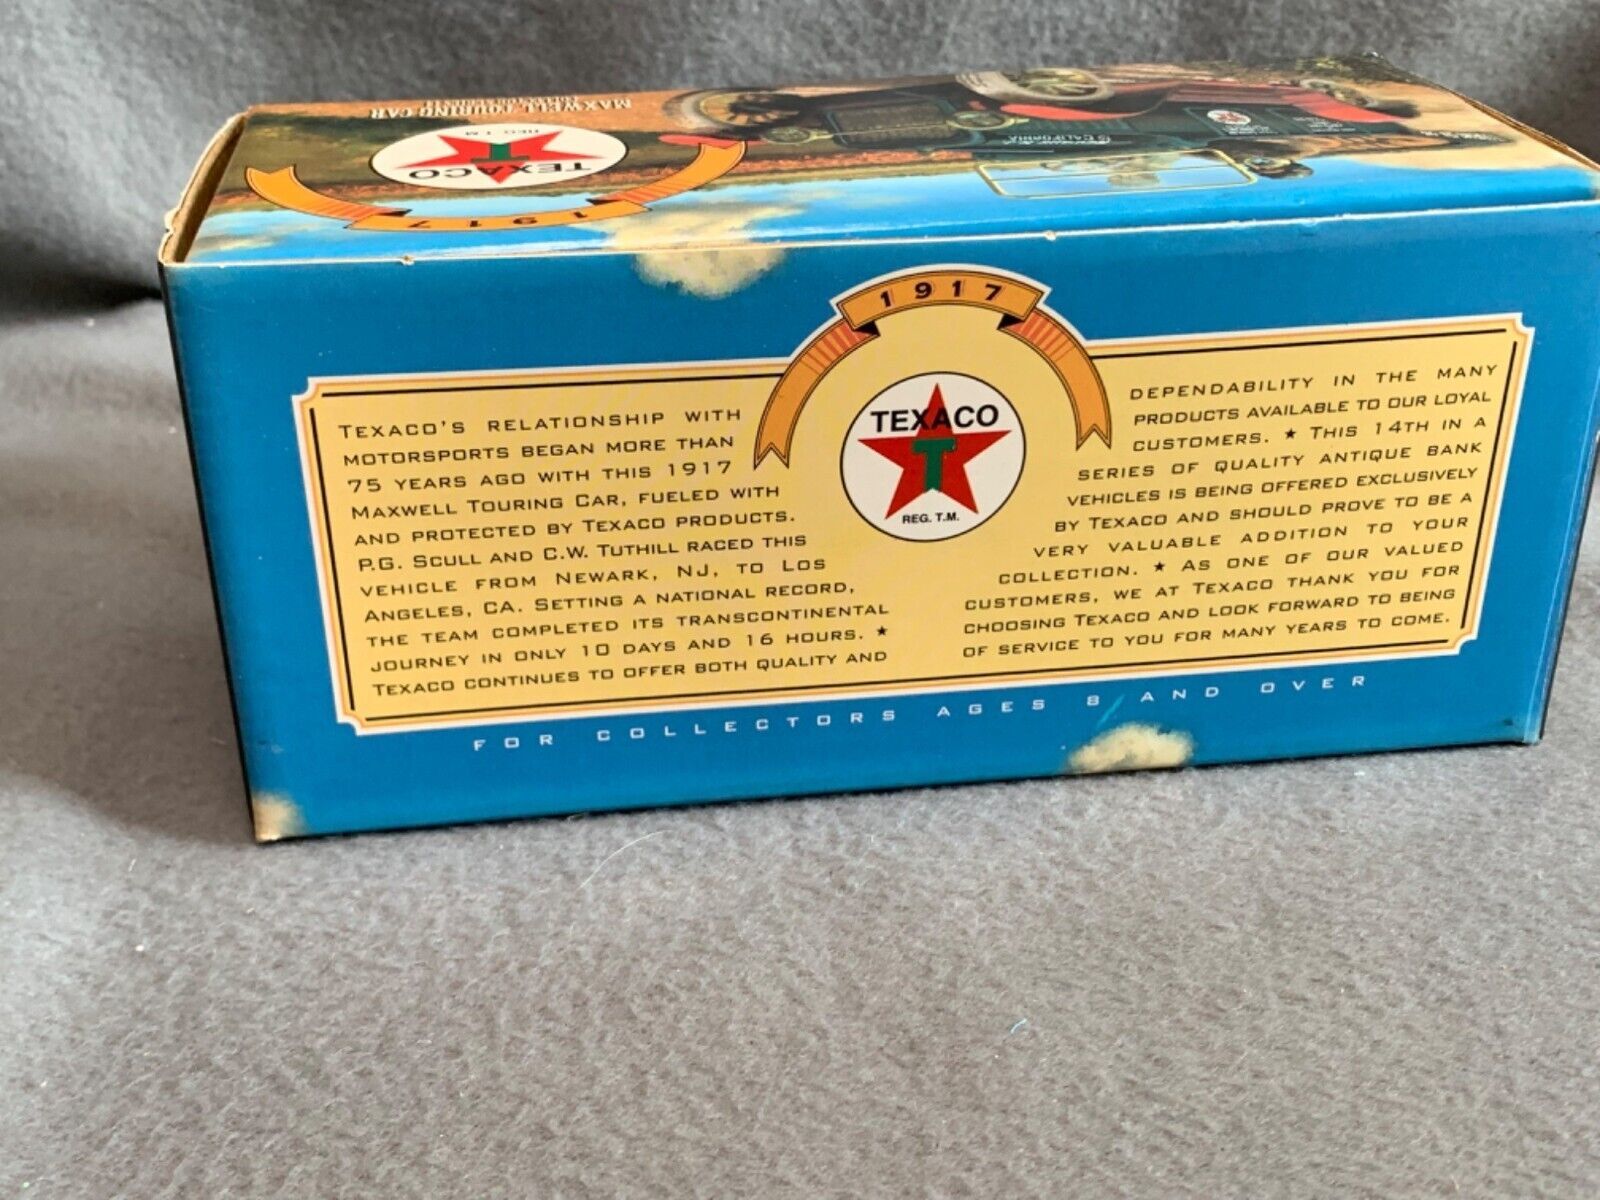 MAXWELL TOURING CAR
TEXACO
T
REG. T.M.
1917
CALIFORNIA
1917
TEXACO
T
REG. T.M.
TEXACO'S RELATIONSHIP WITH
MOTORSPORTS BEGAN MORE THAN
75 YEARS AGO WITH THIS 1917
MAXWELL TOURING CAR, FUELED WITH
AND PROTECTED BY TEXACO PRODUCTS.
P.G. SCULL AND C.W. TUTHILL RACED THIS
VEHICLE FROM NEWARK, NJ, TO LOS
ANGELES, CA. SETTING A NATIONAL RECORD,
THE TEAM COMPLETED ITS TRANSCONTINENTAL
JOURNEY IN ONLY 10 DAYS AND 16 HOURS. ★
TEXACO CONTINUES TO OFFER BOTH QUALITY AND
DEPENDABILITY IN THE MANY
PRODUCTS AVAILABLE TO OUR LOYAL
CUSTOMERS. ★ THIS 14TH IN A
SERIES OF QUALITY ANTIQUE BANK
VEHICLES IS BEING OFFERED EXCLUSIVELY
BY TEXACO AND SHOULD PROVE TO BE A
VERY VALUABLE ADDITION TO YOUR
COLLECTION. ★ AS ONE OF OUR VALUED
CUSTOMERS, WE AT TEXACO THANK YOU FOR
CHOOSING TEXACO AND LOOK FORWARD TO BEING
OF SERVICE TO YOU FOR MANY YEARS TO COME.
FOR COLLECTORS AGES 8 AND OVER